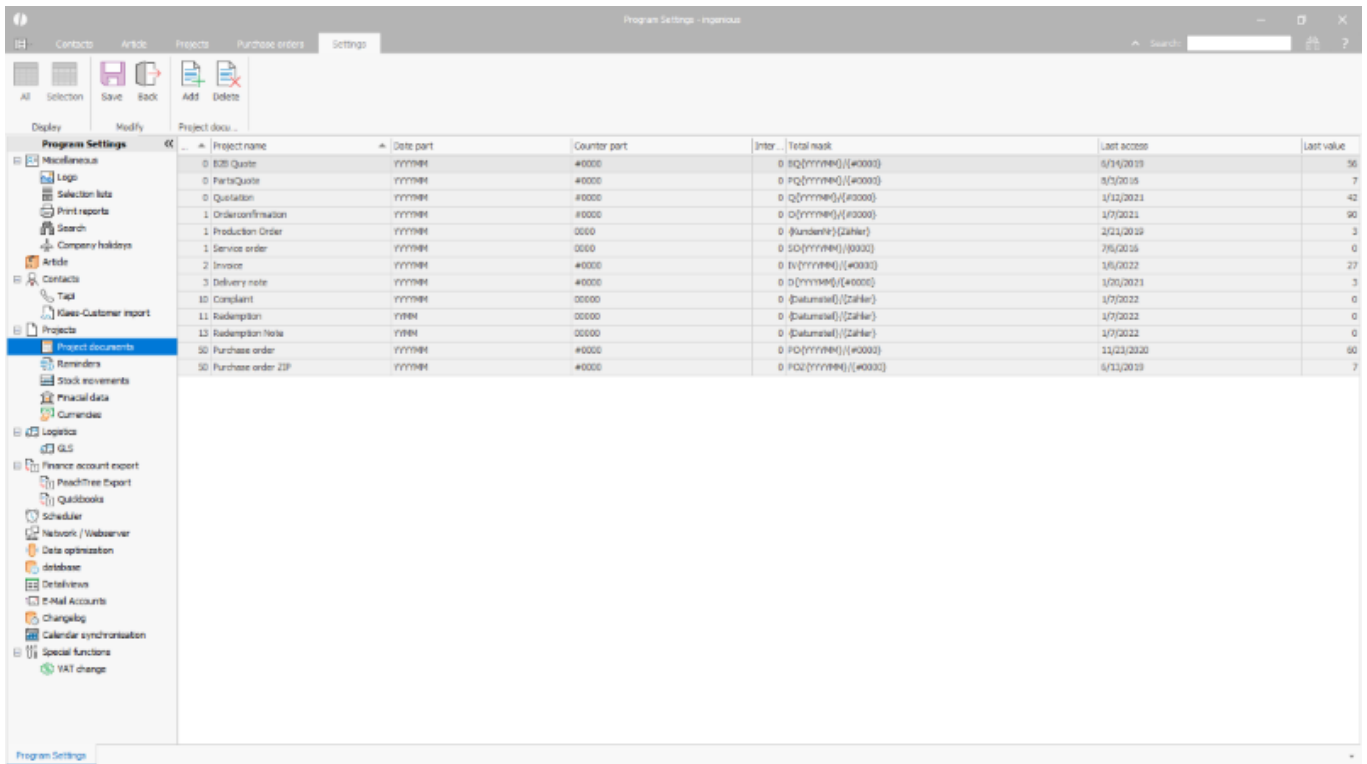 Program Settings - ingenious
Contacts Article Projects Purchase orders Settings Search:
All Selection Save Back Add Delete
Display Modify Project docu...
Program Settings
Miscellaneous
Logo
Selection lists
Print reports
Search
Company holidays
Article
Contacts
Tapi
Klaes-Customer import
Projects
Project documents
Reminders
Stock movements
Finacial data
Currencies
Logistics
GLS
Finance account export
PeachTree Export
Quickbooks
Scheduler
Network / Webserver
Data optimization
database
Detailviews
E-Mail Accounts
Changelog
Calendar synchronisation
Special functions
VAT change
... Project name Date part Counter part Inter... Total mask Last access Last value
0 B2B Quote YYYYMM #0000 0 BQ{YYYYMM}/{#0000} 6/14/2019 56
0 PartsQuote YYYYMM #0000 0 PQ{YYYYMM}/{#0000} 7
0 Quotation YYYYMM #0000 0 Q{YYYYMM}/{#0000} 1/12/2021 42
1 Orderconfirmation YYYYMM #0000 0 O{YYYYMM}/{#0000} 1/7/2021 90
1 Production Order YYYYMM 0000 0 {KundenNr}{Zähler} 2/21/2019 3
1 Service order YYYYMM 0000 0 SO{YYYYMM}/{0000} 7/6/2016 0
2 Invoice YYYYMM #0000 0 IV{YYYYMM}/{#0000} 1/6/2022 27
3 Delivery note YYYYMM #0000 0 D{YYYYMM}/{#0000} 1/20/2021 3
10 Complaint YYYYMM 00000 0 {Datumsteil}/{Zähler} 1/7/2022 0
11 Redemption YYMM 00000 0 {Datumsteil}/{Zähler} 1/7/2022 0
13 Redemption Note YYMM 00000 0 {Datumsteil}/{Zähler} 1/7/2022 0
50 Purchase order YYYYMM #0000 0 PO{YYYYMM}/{#0000} 11/23/2020 60
50 Purchase order ZIP YYYYMM #0000 0 POZ{YYYYMM}/{#0000} 6/13/2019 7
Program Settings